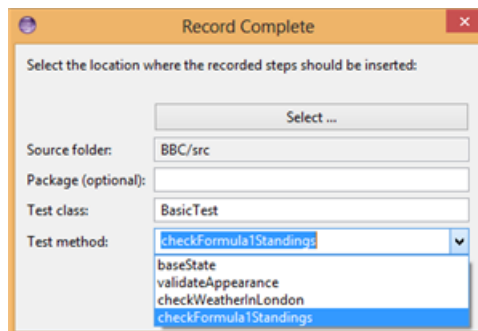 Record Complete
Select the location where the recorded steps should be inserted:
Select ...
Source folder: BBC/src
Package (optional):
Test class: BasicTest
Test method: checkFormula1Standings
baseState
validateAppearance
checkWeatherInLondon
checkFormula1Standings